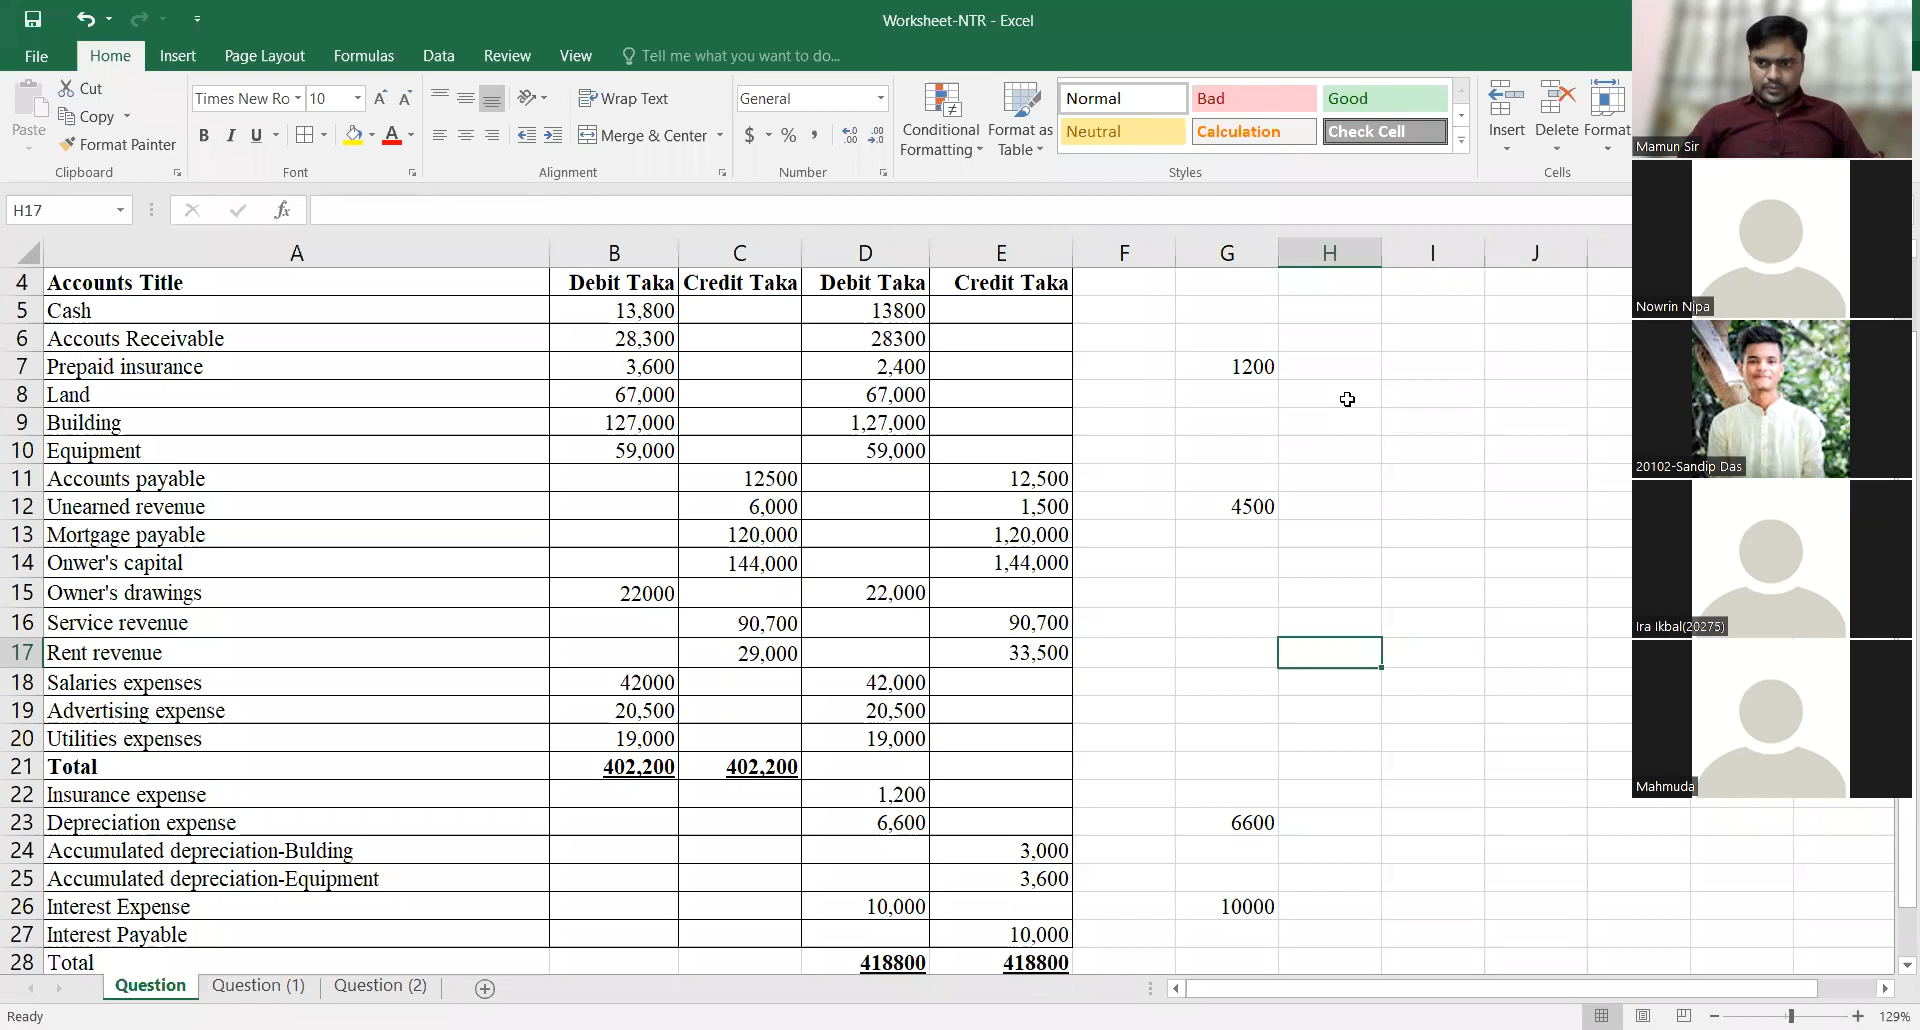 Worksheet-NTR - Excel
File Home Insert Page Layout Formulas Data Review View Tell me what you want to do...
Paste Cut Copy Format Painter Clipboard
Times New Ro 10 B I U A Font
Wrap Text Merge & Center Alignment
General $ % Number
Conditional Formatting Format as Table Normal Bad Good Neutral Calculation Check Cell Styles
Insert Delete Format Cells
H17 fx
A B C D E F G H I J
4 Accounts Title Debit Taka Credit Taka Debit Taka Credit Taka
5 Cash 13,800 13800
6 Accouts Receivable 28,300 28300
7 Prepaid insurance 3,600 2,400 1200
8 Land 67,000 67,000
9 Building 127,000 1,27,000
10 Equipment 59,000 59,000
11 Accounts payable 12500 12,500
12 Unearned revenue 6,000 1,500 4500
13 Mortgage payable 120,000 1,20,000
14 Onwer's capital 144,000 1,44,000
15 Owner's drawings 22000 22,000
16 Service revenue 90,700 90,700
17 Rent revenue 29,000 33,500
18 Salaries expenses 42000 42,000
19 Advertising expense 20,500 20,500
20 Utilities expenses 19,000 19,000
21 Total 402,200 402,200
22 Insurance expense 1,200
23 Depreciation expense 6,600 6600
24 Accumulated depreciation-Bulding 3,000
25 Accumulated depreciation-Equipment 3,600
26 Interest Expense 10,000 10000
27 Interest Payable 10,000
28 Total 418800 418800
Question Question (1) Question (2)
Ready 129%
Mamun Sir
Nowrin Nipa
20102-Sandip Das
Ira Ikbal(20275)
Mahmuda